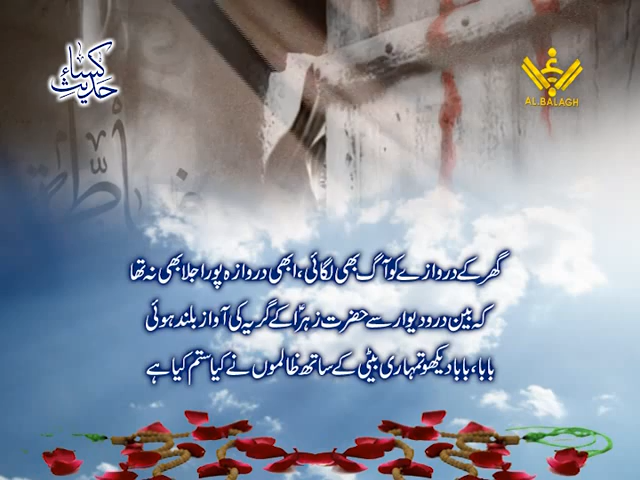 حدیثِ کساء
AL.BALAGH
فاطمة
گھر کے دروازے کو آگ بھی لگائی، ابھی دروازہ پورا جلا بھی نہ تھا
کہ بین در و دیوار سے حضرت زہراؑ کے گریہ کی آواز بلند ہوئی
بابا، بابا دیکھو تمہاری بیٹی کے ساتھ ظالموں نے کیا ستم کیا ہے